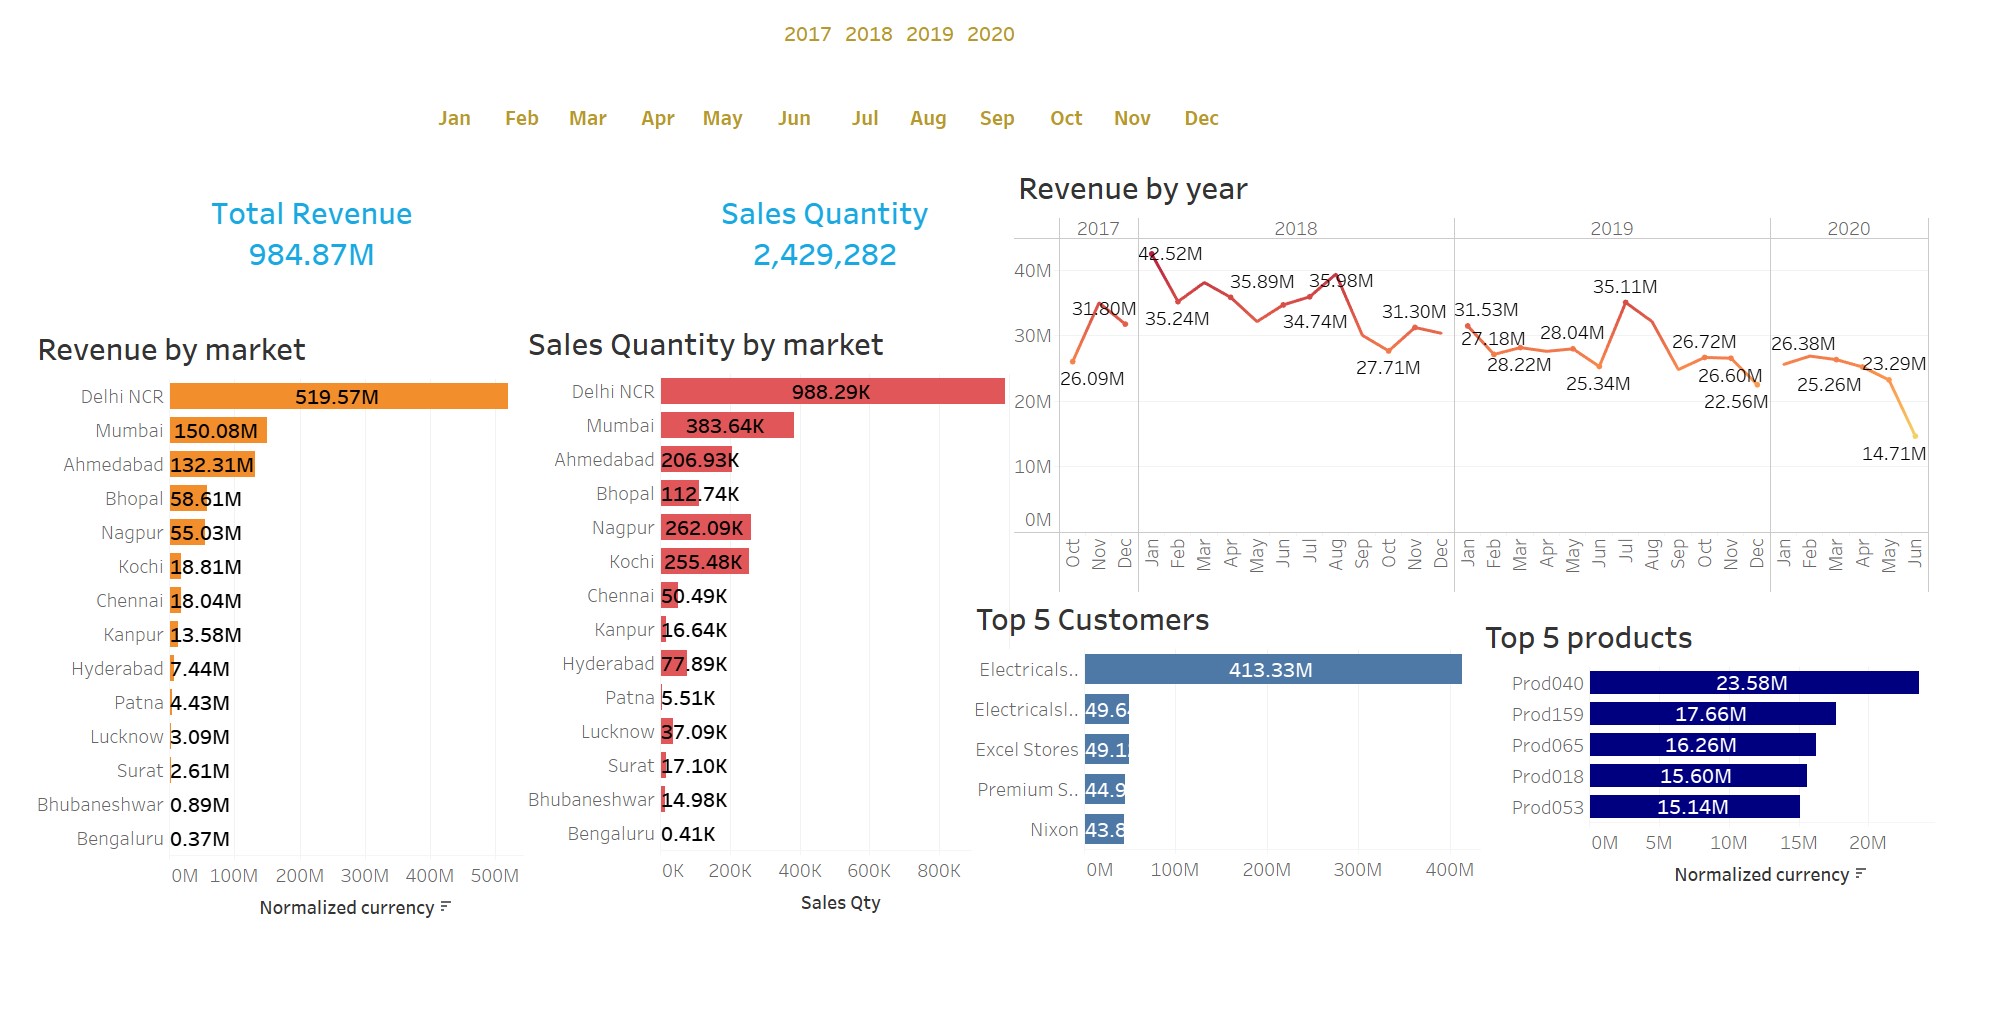 2017 2018 2019 2020
Jan Feb Mar Apr May Jun Jul Aug Sep Oct Nov Dec
Total Revenue
984.87M
Sales Quantity
2,429,282
Revenue by market
Delhi NCR 519.57M
Mumbai 150.08M
Ahmedabad 132.31M
Bhopal 58.61M
Nagpur 55.03M
Kochi 18.81M
Chennai 18.04M
Kanpur 13.58M
Hyderabad 7.44M
Patna 4.43M
Lucknow 3.09M
Surat 2.61M
Bhubaneshwar 0.89M
Bengaluru 0.37M
0M 100M 200M 300M 400M 500M
Normalized currency
Sales Quantity by market
Delhi NCR 988.29K
Mumbai 383.64K
Ahmedabad 206.93K
Bhopal 112.74K
Nagpur 262.09K
Kochi 255.48K
Chennai 50.49K
Kanpur 16.64K
Hyderabad 77.89K
Patna 5.51K
Lucknow 37.09K
Surat 17.10K
Bhubaneshwar 14.98K
Bengaluru 0.41K
0K 200K 400K 600K 800K
Sales Qty
Revenue by year
2017 2018 2019 2020
40M
30M
20M
10M
0M
26.09M 31.80M 42.52M 35.24M 35.89M 34.74M 35.98M 27.71M 31.30M 31.53M 27.18M 28.22M 28.04M 25.34M 35.11M 26.72M 26.60M 22.56M 26.38M 25.26M 23.29M 14.71M
Oct Nov Dec Jan Feb Mar Apr May Jun Jul Aug Sep Oct Nov Dec Jan Feb Mar Apr May Jun Jul Aug Sep Oct Nov Dec Jan Feb Mar Apr May Jun
Top 5 Customers
Electricals.. 413.33M
Electricalsl.. 49.6
Excel Stores 49.1
Premium S.. 44.9
Nixon 43.8
0M 100M 200M 300M 400M
Top 5 products
Prod040 23.58M
Prod159 17.66M
Prod065 16.26M
Prod018 15.60M
Prod053 15.14M
0M 5M 10M 15M 20M
Normalized currency